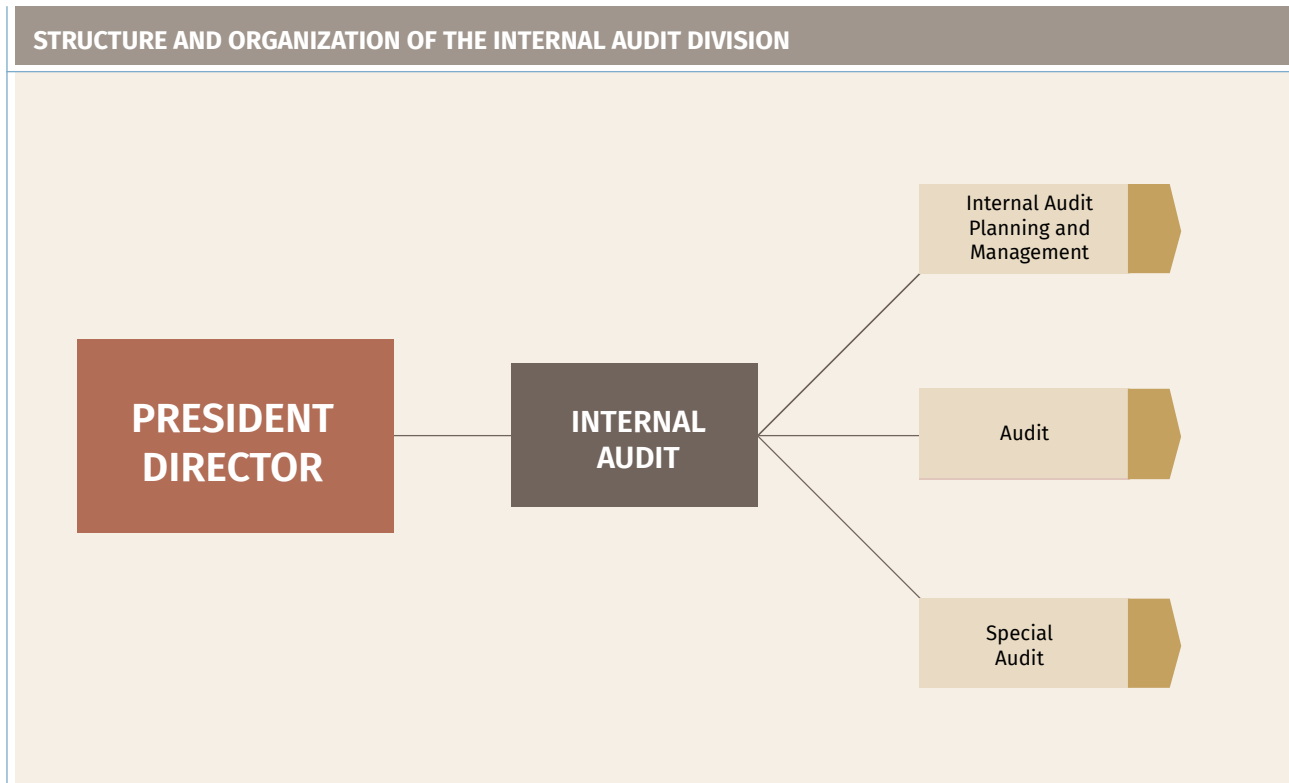 STRUCTURE AND ORGANIZATION OF THE INTERNAL AUDIT DIVISION
PRESIDENT
DIRECTOR
INTERNAL
AUDIT
Internal Audit
Planning and
Management
Audit
Special
Audit